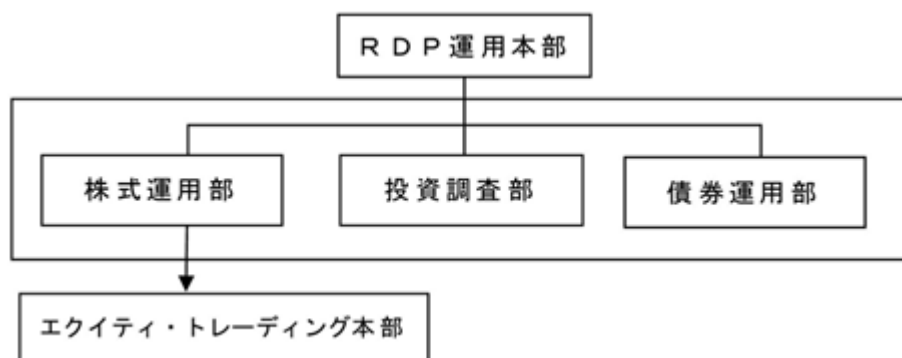 ＲＤＰ運用本部
株式運用部
投資調査部
債券運用部
エクイティ・トレーディング本部